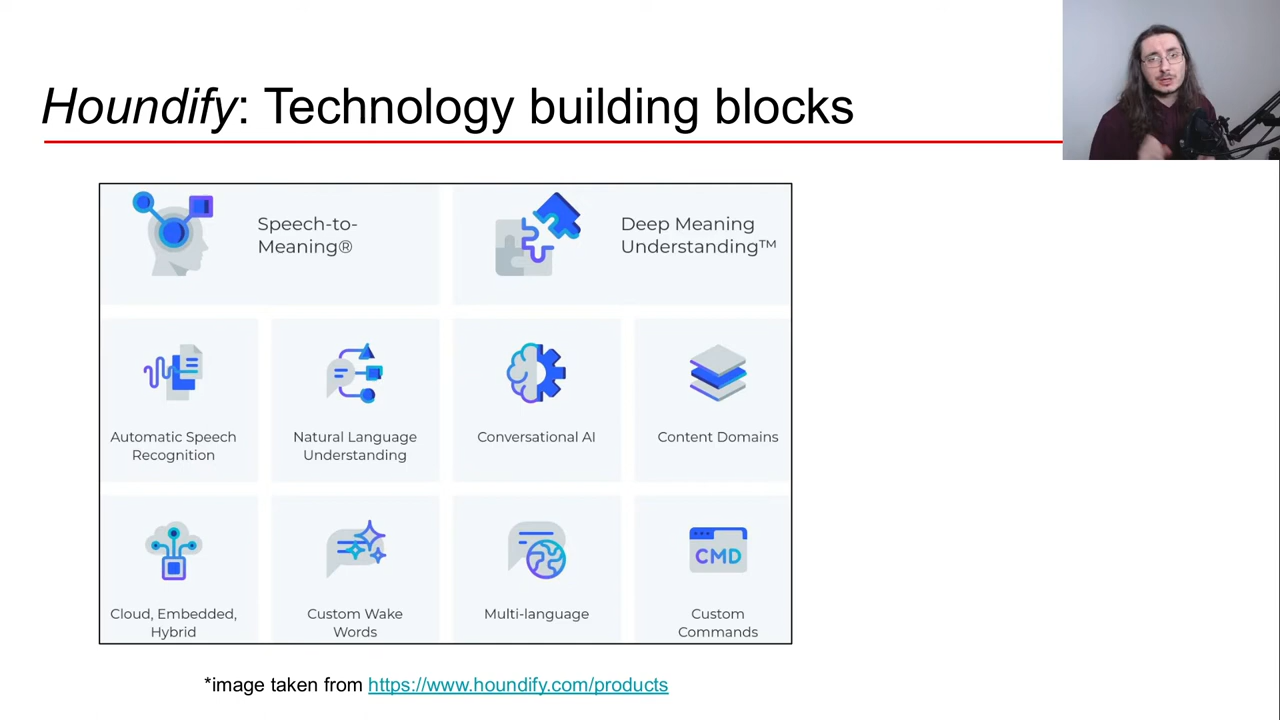 Houndify: Technology building blocks
Speech-to-
Meaning®
Deep Meaning
Understanding™
Automatic Speech
Recognition
Natural Language
Understanding
Conversational AI
Content Domains
Cloud, Embedded,
Hybrid
Custom Wake
Words
Multi-language
CMD
Custom
Commands
*image taken from https://www.houndify.com/products